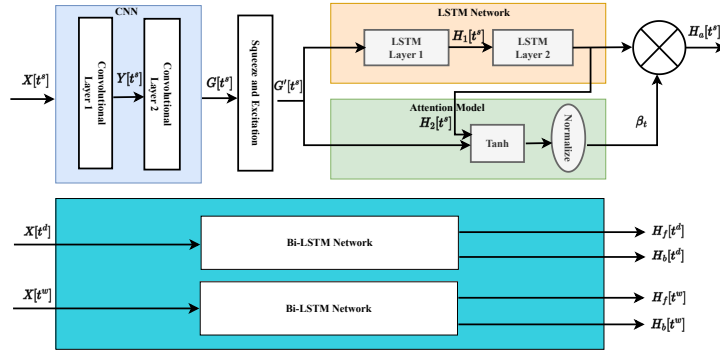 CNN
LSTM Network
X[t^s]
Convolutional
Layer 1
Y[t^s]
Convolutional
Layer 2
G[t^s]
Squeeze and
Excitation
G'[t^s]
LSTM
Layer 1
H_1[t^s]
LSTM
Layer 2
H_a[t^s]
Attention Model
H_2[t^s]
Tanh
Normalize
β_t
X[t^d]
Bi-LSTM Network
H_f[t^d]
H_b[t^d]
X[t^w]
Bi-LSTM Network
H_f[t^w]
H_b[t^w]